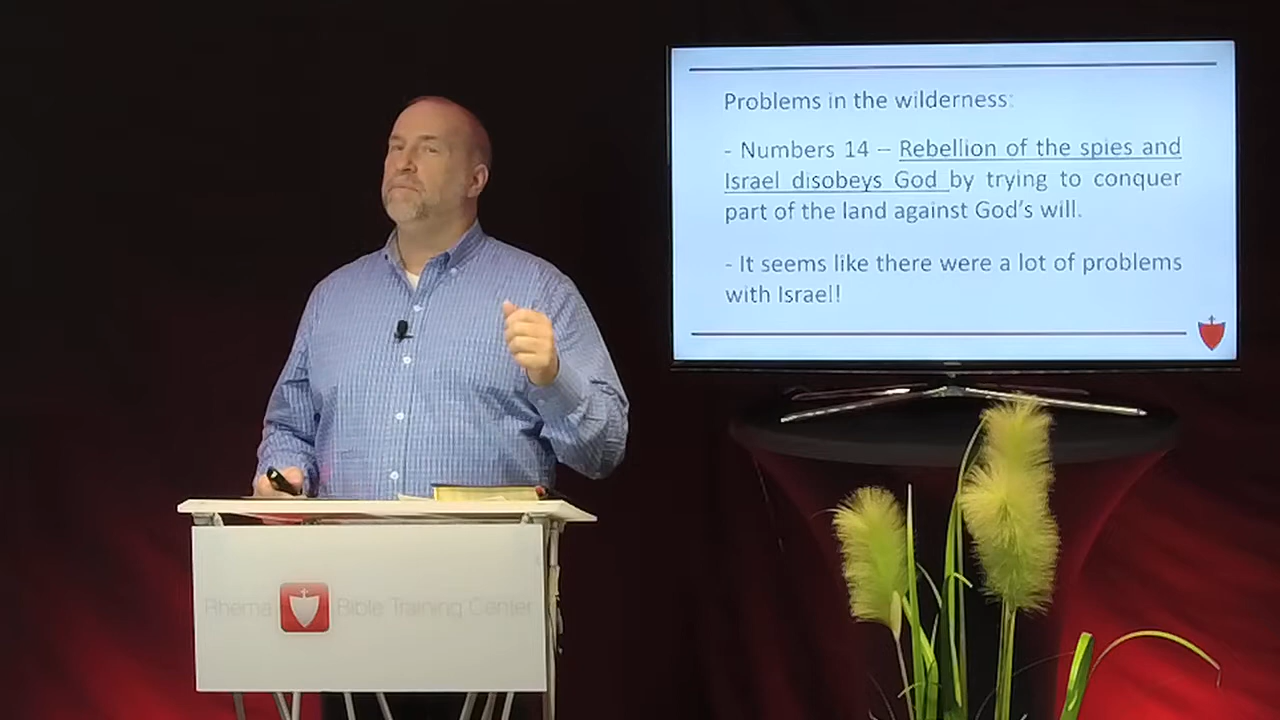 Problems in the wilderness:
- Numbers 14 – Rebellion of the spies and
Israel disobeys God by trying to conquer
part of the land against God's will.
- It seems like there were a lot of problems
with Israel!
Rhema Bible Training Center